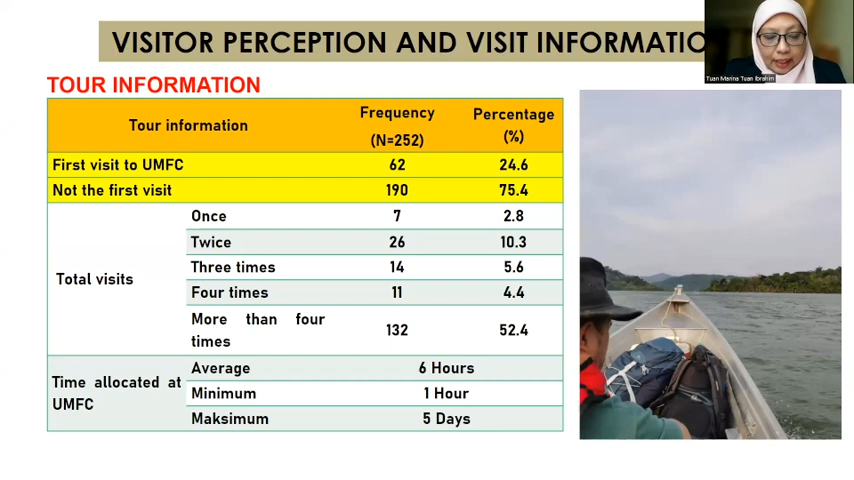 VISITOR PERCEPTION AND VISIT INFORMATIO
Tuan Marina Tuan Ibrahim
TOUR INFORMATION
Tour information Frequency (N=252) Percentage (%)
First visit to UMFC 62 24.6
Not the first visit 190 75.4
Total visits
Once 7 2.8
Twice 26 10.3
Three times 14 5.6
Four times 11 4.4
More than four times 132 52.4
Time allocated at UMFC
Average 6 Hours
Minimum 1 Hour
Maksimum 5 Days